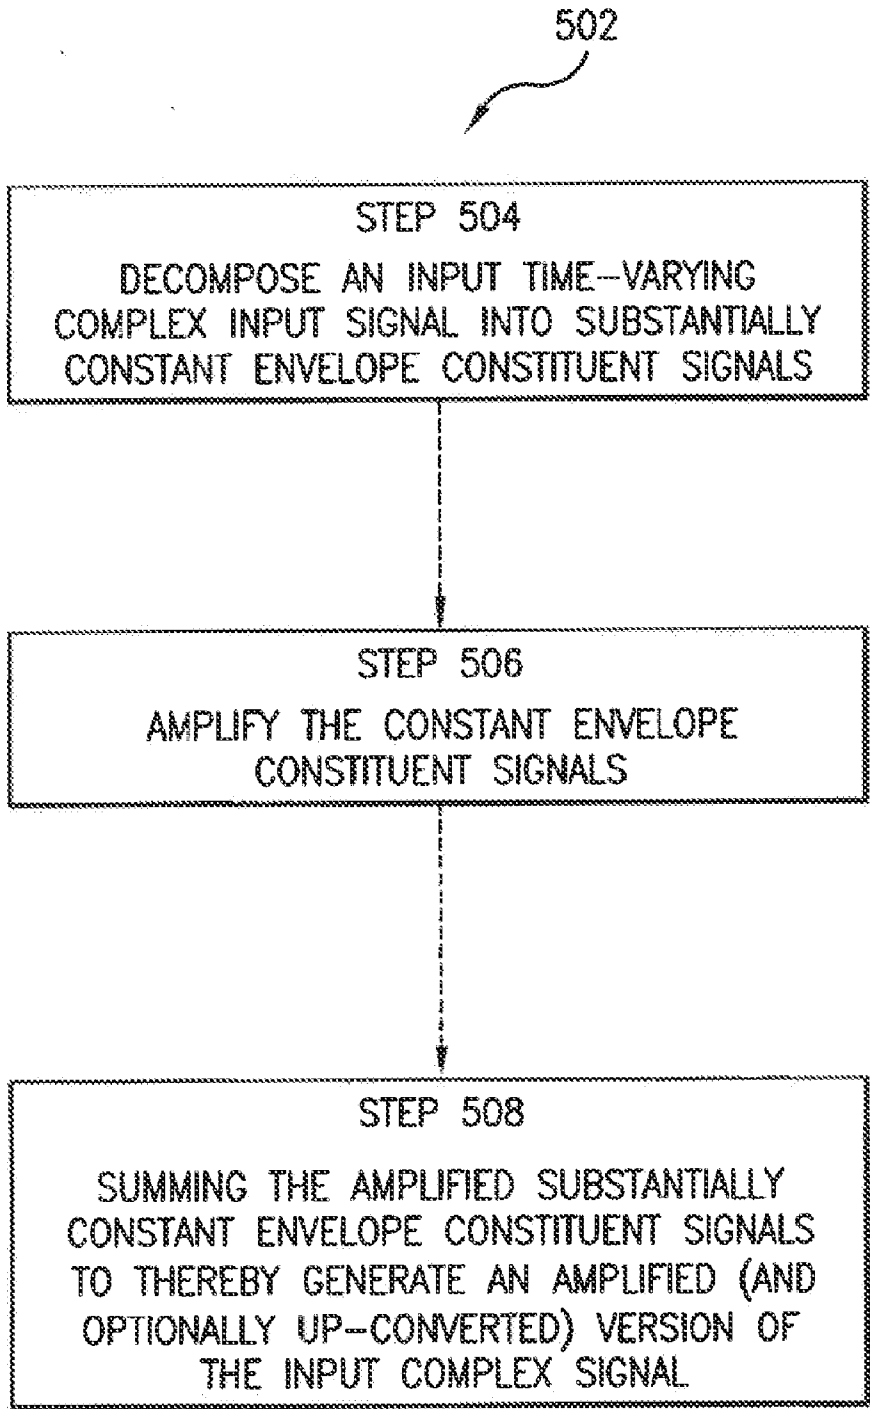 502
STEP 504
DECOMPOSE AN INPUT TIME-VARYING
COMPLEX INPUT SIGNAL INTO SUBSTANTIALLY
CONSTANT ENVELOPE CONSTITUENT SIGNALS
STEP 506
AMPLIFY THE CONSTANT ENVELOPE
CONSTITUENT SIGNALS
STEP 508
SUMMING THE AMPLIFIED SUBSTANTIALLY
CONSTANT ENVELOPE CONSTITUENT SIGNALS
TO THEREBY GENERATE AN AMPLIFIED (AND
OPTIONALLY UP-CONVERTED) VERSION OF
THE INPUT COMPLEX SIGNAL